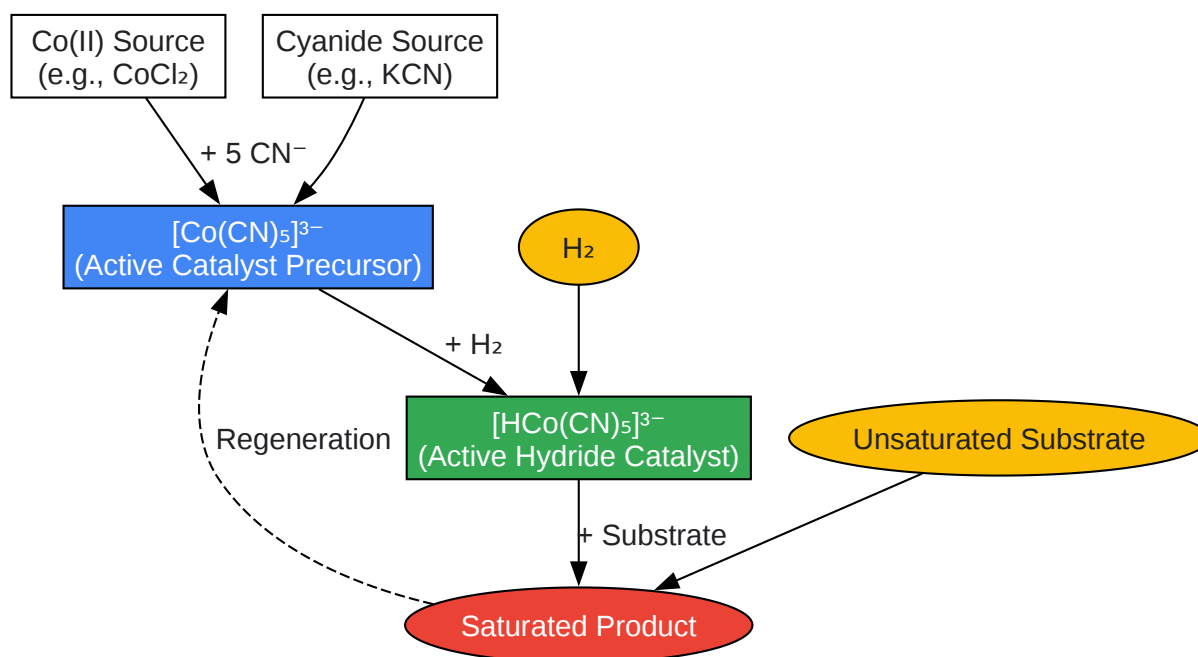 Co(II) Source
(e.g., CoCl₂)
Cyanide Source
(e.g., KCN)
+ 5 CN⁻
[Co(CN)₅]³⁻
(Active Catalyst Precursor)
H₂
+ H₂
[HCo(CN)₅]³⁻
(Active Hydride Catalyst)
Unsaturated Substrate
Regeneration
+ Substrate
Saturated Product